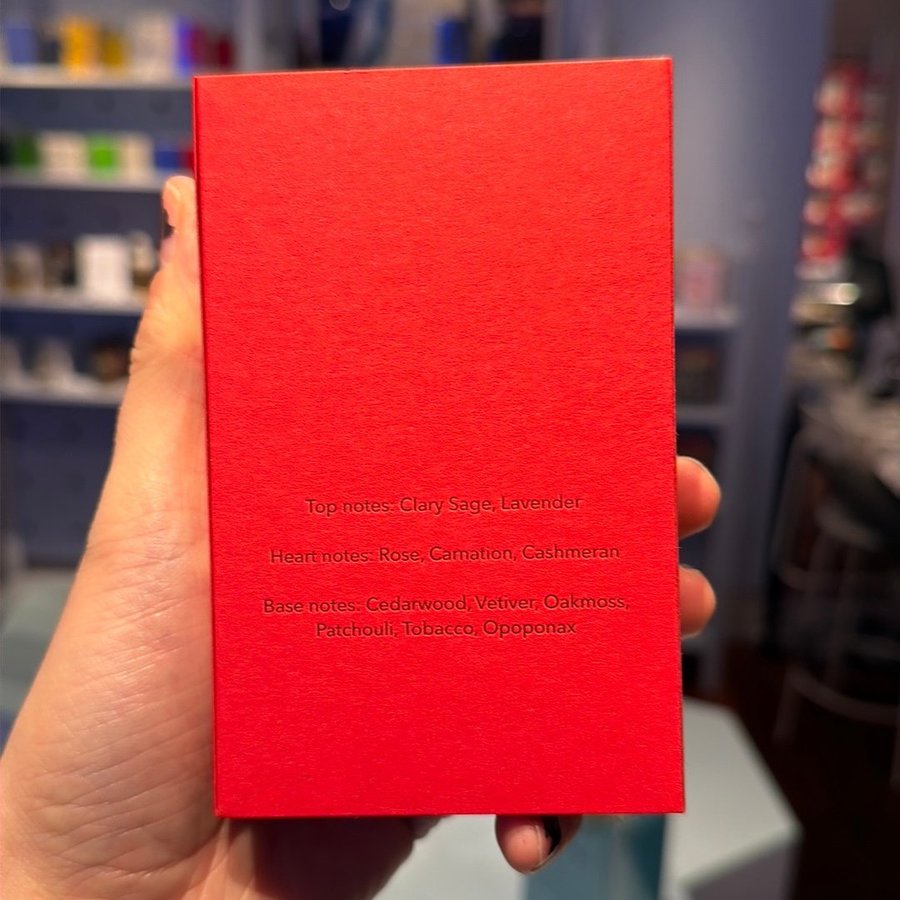 Top notes: Clary Sage, Lavender
Heart notes: Rose, Carnation, Cashmeran
Base notes: Cedarwood, Vetiver, Oakmoss,
Patchouli, Tobacco, Opoponax